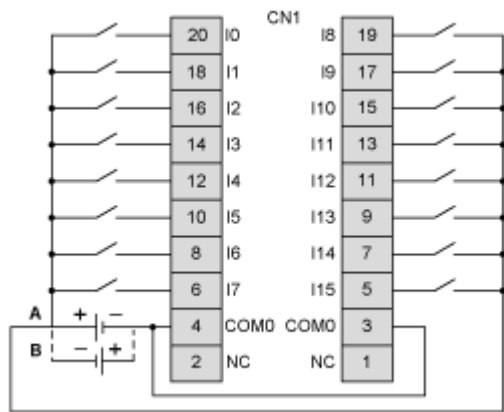 CN1
20 I0 I8 19
18 I1 I9 17
16 I2 I10 15
14 I3 I11 13
12 I4 I12 11
10 I5 I13 9
8 I6 I14 7
6 I7 I15 5
A + − 4 COM0 COM0 3
B − + 2 NC NC 1